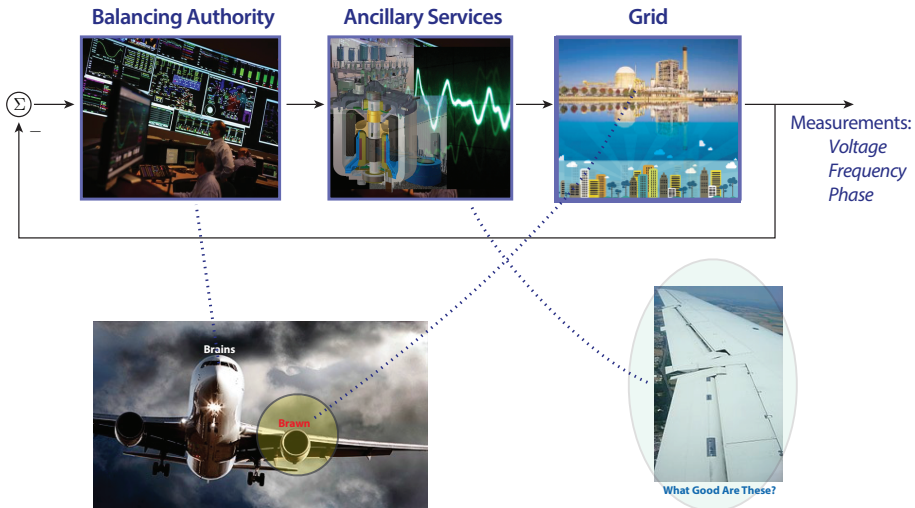 Balancing Authority
Ancillary Services
Grid
Σ
–
Measurements:
Voltage
Frequency
Phase
Brains
Brawn
What Good Are These?